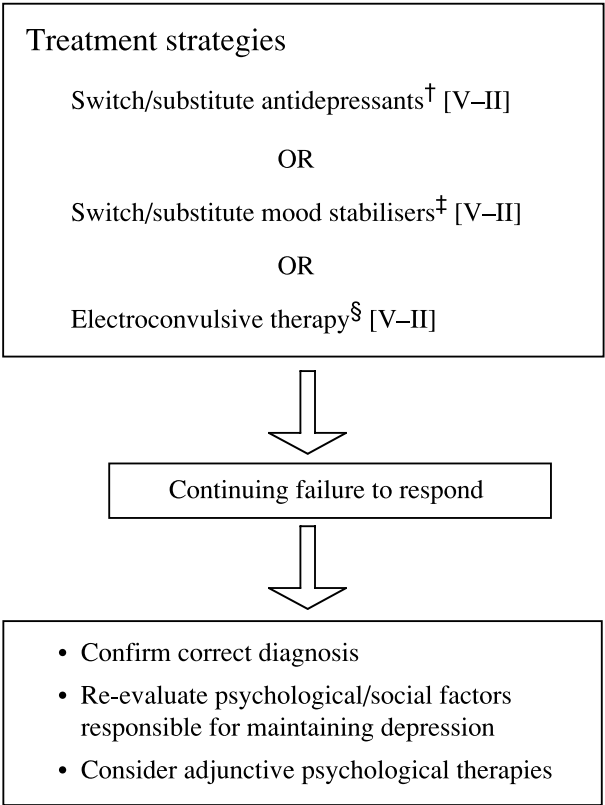 Treatment strategies
Switch/substitute antidepressants† [V–II]
OR
Switch/substitute mood stabilisers‡ [V–II]
OR
Electroconvulsive therapy§ [V–II]
Continuing failure to respond
• Confirm correct diagnosis
• Re-evaluate psychological/social factors
responsible for maintaining depression
• Consider adjunctive psychological therapies